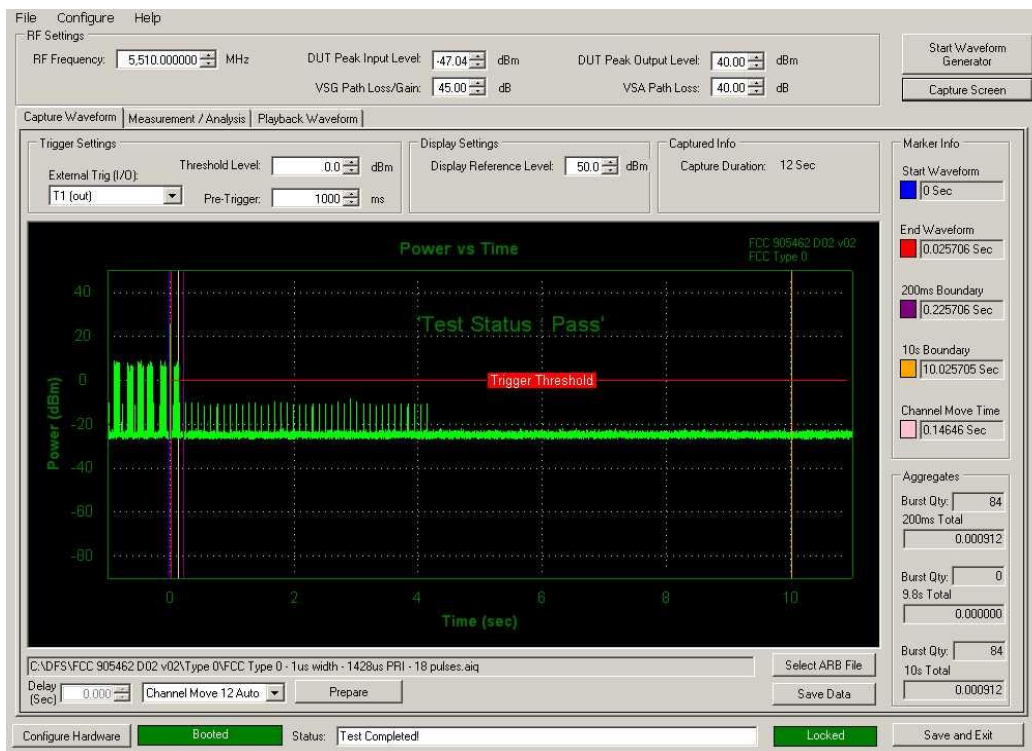 File Configure Help
RF Settings
RF Frequency: 5,510.000000 MHz
DUT Peak Input Level: -47.04 dBm
DUT Peak Output Level: 40.00 dBm
VSG Path Loss/Gain: 45.00 dB
VSA Path Loss: 40.00 dB
Start Waveform
Generator
Capture Screen
Capture Waveform Measurement / Analysis Playback Waveform
Trigger Settings
External Trig (I/O):
T1 (out)
Threshold Level: 0.0 dBm
Pre-Trigger: 1000 ms
Display Settings
Display Reference Level: 50.0 dBm
Captured Info
Capture Duration: 12 Sec
Marker Info
Start Waveform
0 Sec
End Waveform
0.025706 Sec
200ms Boundary
0.225706 Sec
10s Boundary
10.025705 Sec
Channel Move Time
0.14646 Sec
Power vs Time
FCC 905462 D02 v02
FCC Type 0
'Test Status : Pass'
Trigger Threshold
Power (dBm)
40
20
0
-20
-40
-60
-80
0 2 4 6 8 10
Time (sec)
Aggregates
Burst Qty: 84
200ms Total
0.000912
Burst Qty: 0
9.8s Total
0.000000
Burst Qty: 84
10s Total
0.000912
C:\DFS\FCC 905462 D02 v02\Type 0\FCC Type 0 - 1us width - 1428us PRI - 18 pulses.aiq
Select ARB File
Delay
(Sec) 0.000
Channel Move 12 Auto
Prepare
Save Data
Configure Hardware
Booted
Status: Test Completed!
Locked
Save and Exit